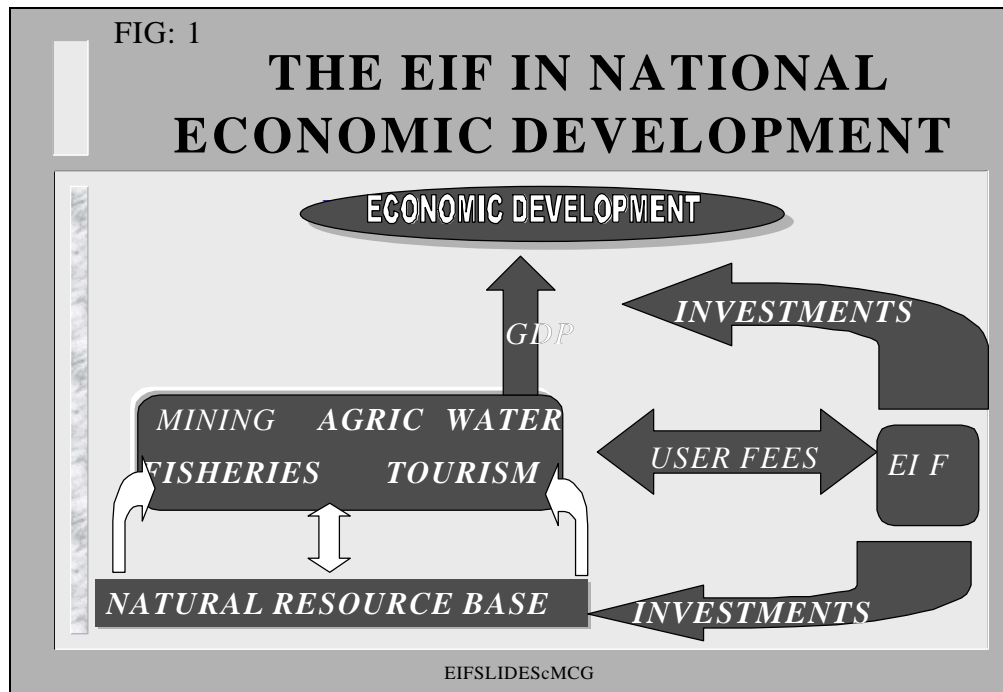 FIG: 1
THE EIF IN NATIONAL
ECONOMIC DEVELOPMENT
ECONOMIC DEVELOPMENT
INVESTMENTS
GDP
MINING AGRIC WATER
USER FEES
EI F
FISHERIES TOURISM
NATURAL RESOURCE BASE
INVESTMENTS
EIFSLIDEScMCG